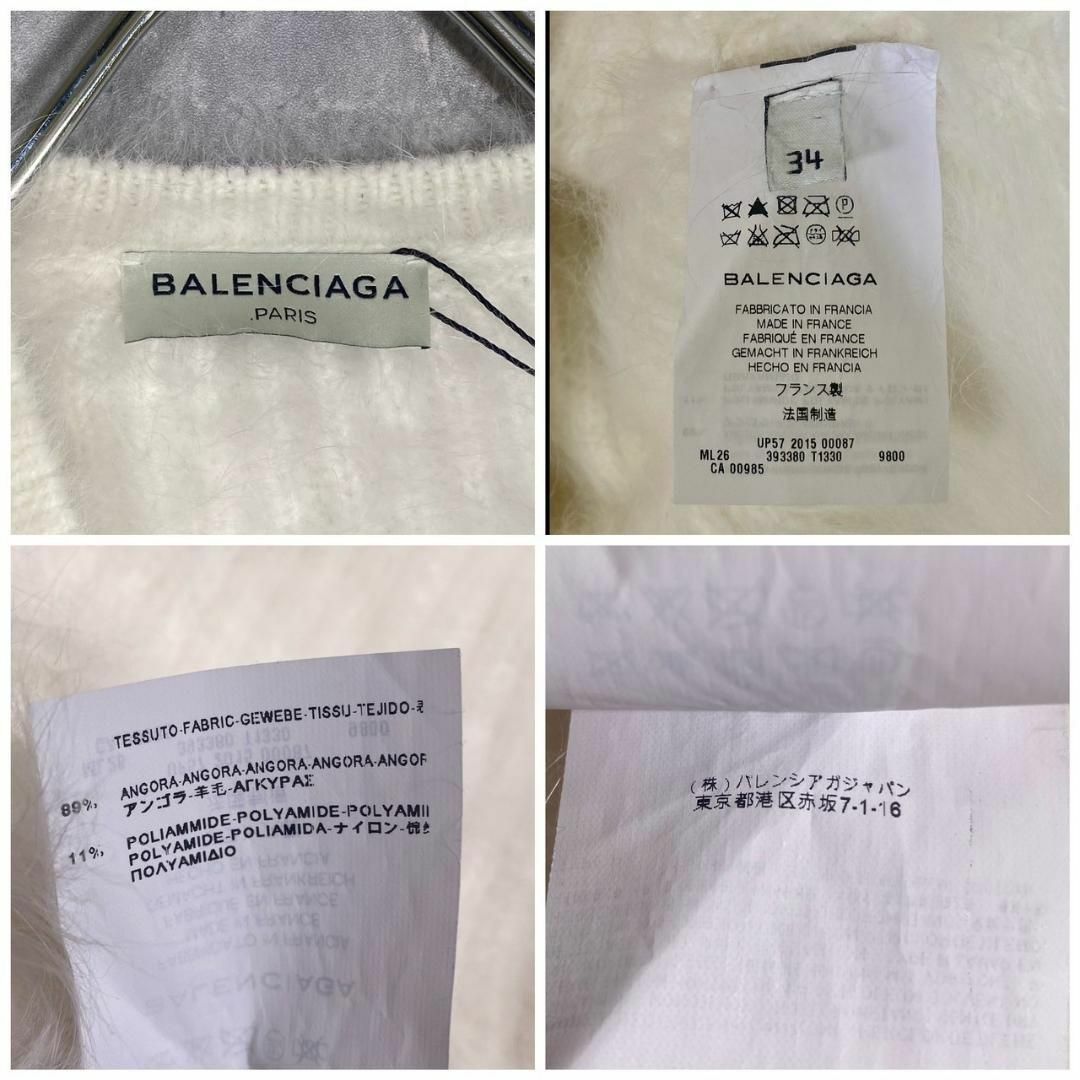 BALENCIAGA
.PARIS
34
P
BALENCIAGA
FABBRICATO IN FRANCIA
MADE IN FRANCE
FABRIQUÉ EN FRANCE
GEMACHT IN FRANKREICH
HECHO EN FRANCIA
フランス製
法国制造
UP57 2015 00087
ML26 393380 T1330 9800
CA 00985
TESSUTO-FABRIC-GEWEBE-TISSU-TEJIDO-
89%, ANGORA-ANGORA-ANGORA-ANGORA-ANGOR
アンゴラ-羊毛-ΑΓΚΥΡΑΣ
11%, POLIAMMIDE-POLYAMIDE-POLYAMI
POLYAMIDE-POLIAMIDA-ナイロン-
ΠΟΛΥΑΜΙΔΙΟ
(株)バレンシアガジャパン
東京都港区赤坂7-1-16